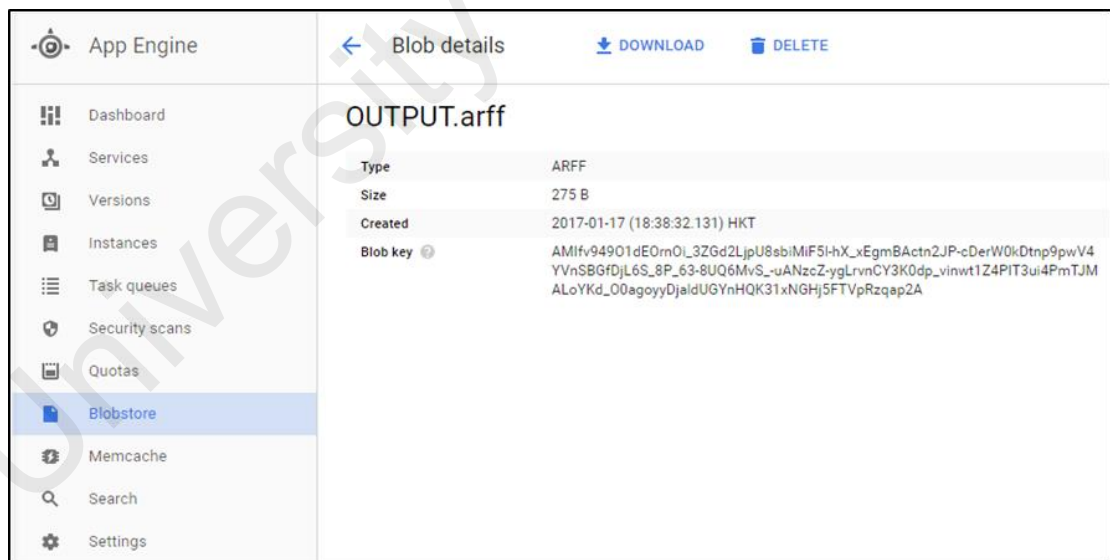 App Engine
Blob details
DOWNLOAD
DELETE
Dashboard
Services
Versions
Instances
Task queues
Security scans
Quotas
Blobstore
Memcache
Search
Settings
OUTPUT.arff
Type ARFF
Size 275 B
Created 2017-01-17 (18:38:32.131) HKT
Blob key
AMIfv949O1dEOrnOi_3ZGd2LjpU8sbiMiF5l-hX_xEgmBActn2JP-cDerW0kDtnp9pwV4
YVnSBGfDjL6S_8P_63-8UQ6MvS_-uANzcZ-ygLrvnCY3K0dp_vinwt1Z4PIT3ui4PmTJM
ALoYKd_O0agoyyDjaldUGYnHQK31xNGHj5FTVpRzqap2A
University